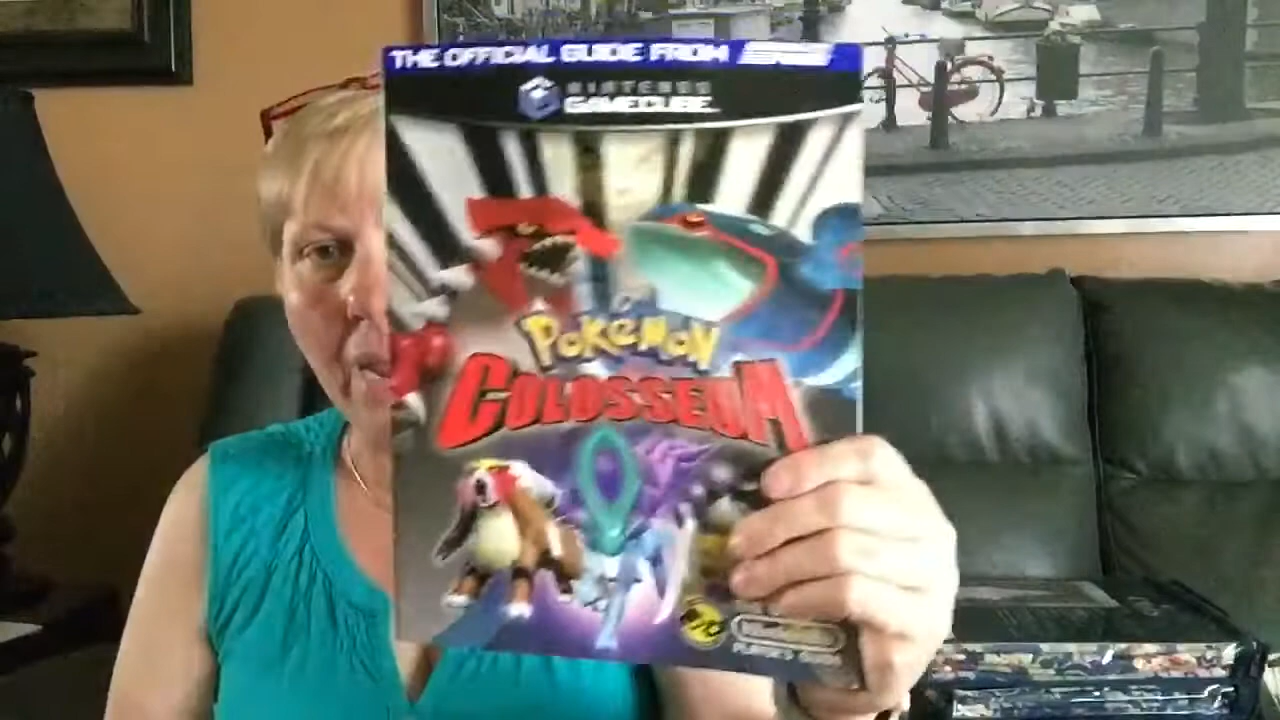 THE OFFICIAL GUIDE FROM
NINTENDO
GAMECUBE
POKéMON
COLOSSEUM
PLAYER'S GUIDE